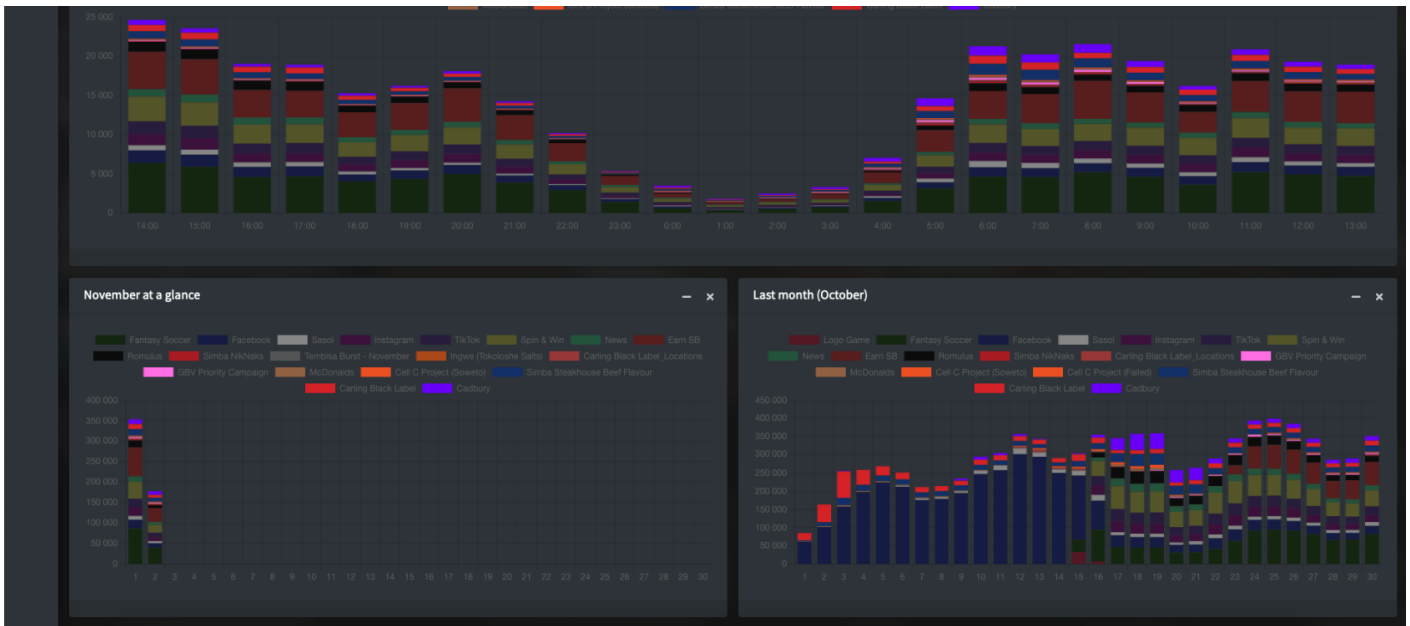 25 000
20 000
15 000
10 000
5 000
0
14:00 15:00 16:00 17:00 18:00 19:00 20:00 21:00 22:00 23:00 0:00 1:00 2:00 3:00 4:00 5:00 6:00 7:00 8:00 9:00 10:00 11:00 12:00 13:00
November at a glance
Fantasy Soccer Facebook Sasol Instagram TikTok Spin & Win News Earn SB
Romulus Simba NikNaks Tembisa Burst - November Ingwe (Tokoloshe Salts) Carling Black Label_Locations
GBV Priority Campaign McDonalds Cell C Project (Soweto) Simba Steakhouse Beef Flavour
Carling Black Label Cadbury
400 000
350 000
300 000
250 000
200 000
150 000
100 000
50 000
0
1 2 3 4 5 6 7 8 9 10 11 12 13 14 15 16 17 18 19 20 21 22 23 24 25 26 27 28 29 30
Last month (October)
Logo Game Fantasy Soccer Facebook Sasol Instagram TikTok Spin & Win
News Earn SB Romulus Simba NikNaks Carling Black Label_Locations GBV Priority Campaign
McDonalds Cell C Project (Soweto) Cell C Project (Failed) Simba Steakhouse Beef Flavour
Carling Black Label Cadbury
450 000
400 000
350 000
300 000
250 000
200 000
150 000
100 000
50 000
0
1 2 3 4 5 6 7 8 9 10 11 12 13 14 15 16 17 18 19 20 21 22 23 24 25 26 27 28 29 30